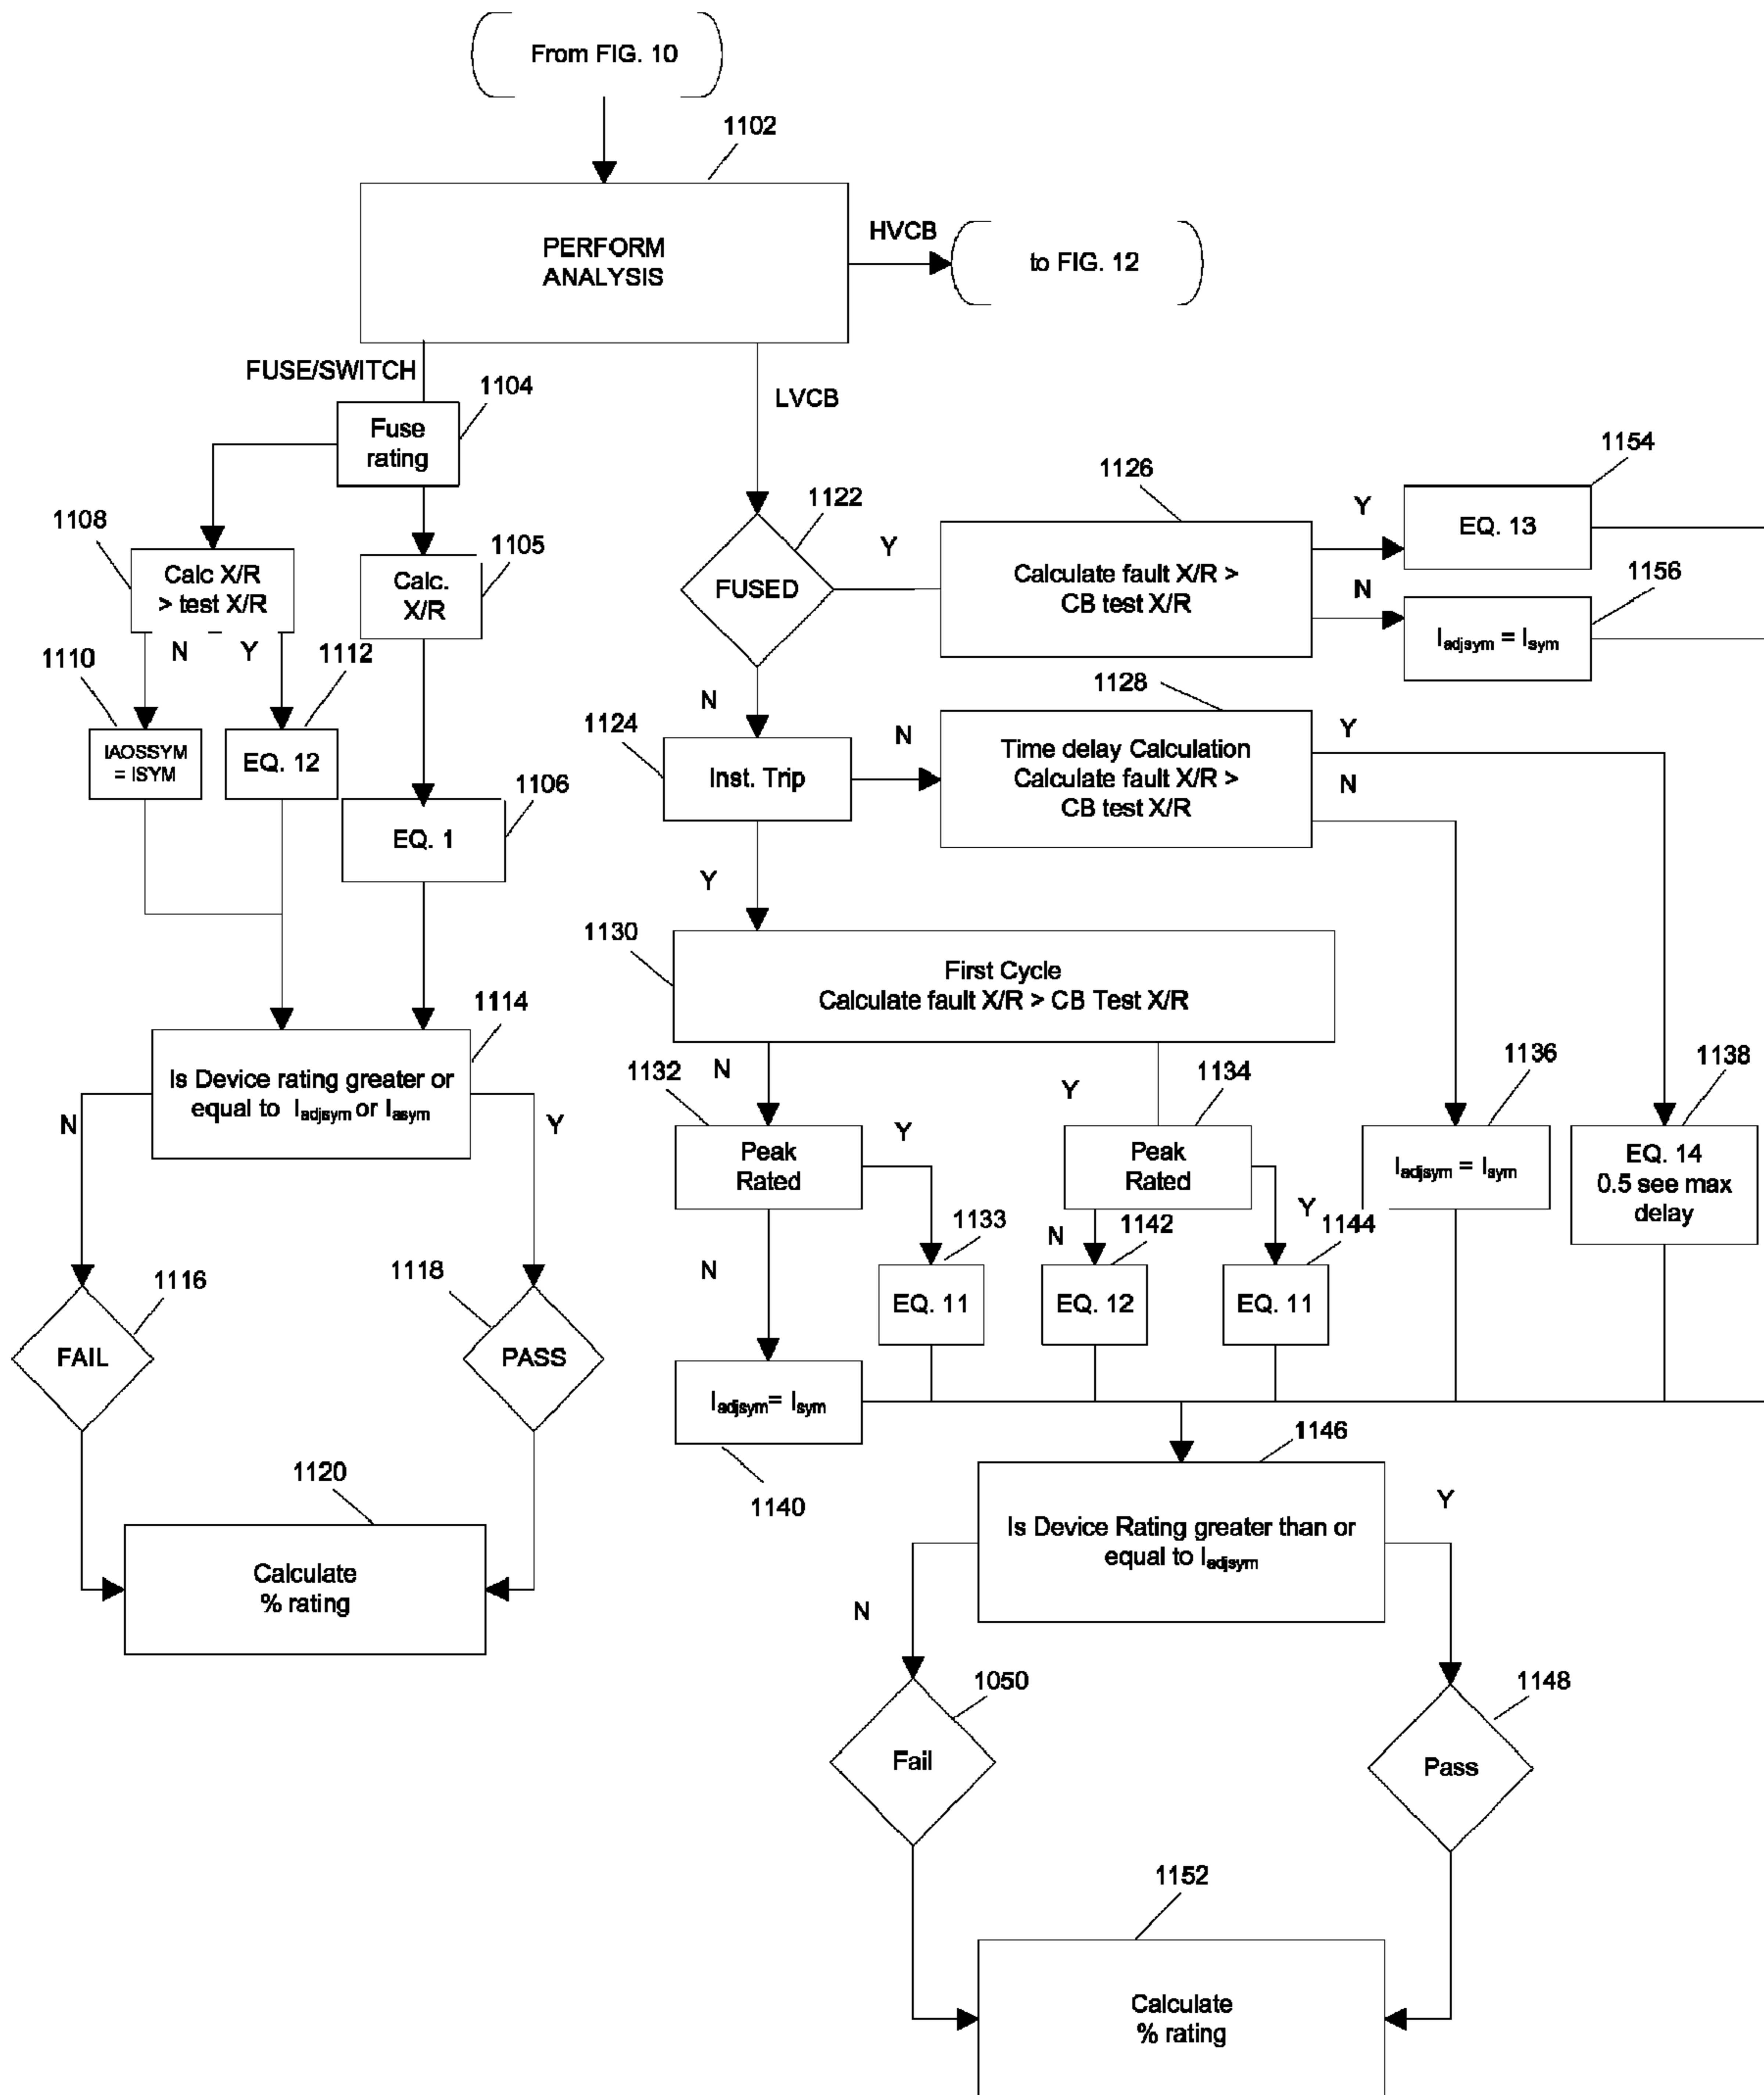 From FIG. 10
1102
PERFORM
ANALYSIS
HVCB
to FIG. 12
FUSE/SWITCH
1104
Fuse
rating
LVCB
1108
Calc X/R
> test X/R
1105
Calc.
X/R
N
Y
1110
IAOSSYM
= ISYM
1112
EQ. 12
1106
EQ. 1
1114
Is Device rating greater or
equal to Iadjsym or Iasym
N
Y
1116
FAIL
1118
PASS
1120
Calculate
% rating
1122
FUSED
Y
1126
Calculate fault X/R >
CB test X/R
Y
1154
EQ. 13
N
1156
Iadjsym = Isym
N
1124
Inst. Trip
N
1128
Time delay Calculation
Calculate fault X/R >
CB test X/R
Y
N
Y
1130
First Cycle
Calculate fault X/R > CB Test X/R
N
1132
Peak
Rated
Y
1133
EQ. 11
N
Iadjsym= Isym
1140
Y
1134
Peak
Rated
N
1142
EQ. 12
Y
1144
EQ. 11
1136
Iadjsym = Isym
1138
EQ. 14
0.5 see max
delay
1146
Is Device Rating greater than or
equal to Iadjsym
N
Y
1050
Fail
1148
Pass
1152
Calculate
% rating